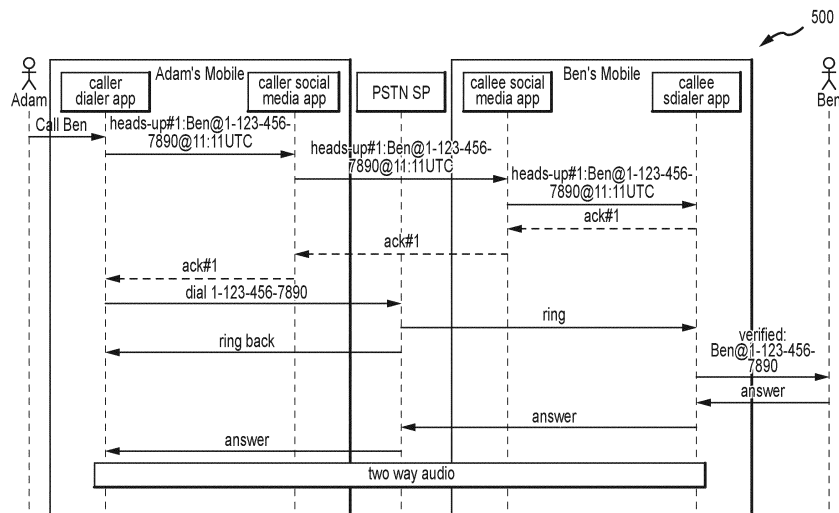 500
Adam's Mobile
Ben's Mobile
caller
dialer app
caller social
media app
PSTN SP
callee social
media app
callee
sdialer app
Adam
Ben
Call Ben
heads-up#1:Ben@1-123-456-
7890@11:11UTC
heads-up#1:Ben@1-123-456-
7890@11:11UTC
heads-up#1:Ben@1-123-456-
7890@11:11UTC
ack#1
ack#1
ack#1
dial 1-123-456-7890
ring
ring back
verified:
Ben@1-123-456-
7890
answer
answer
answer
two way audio